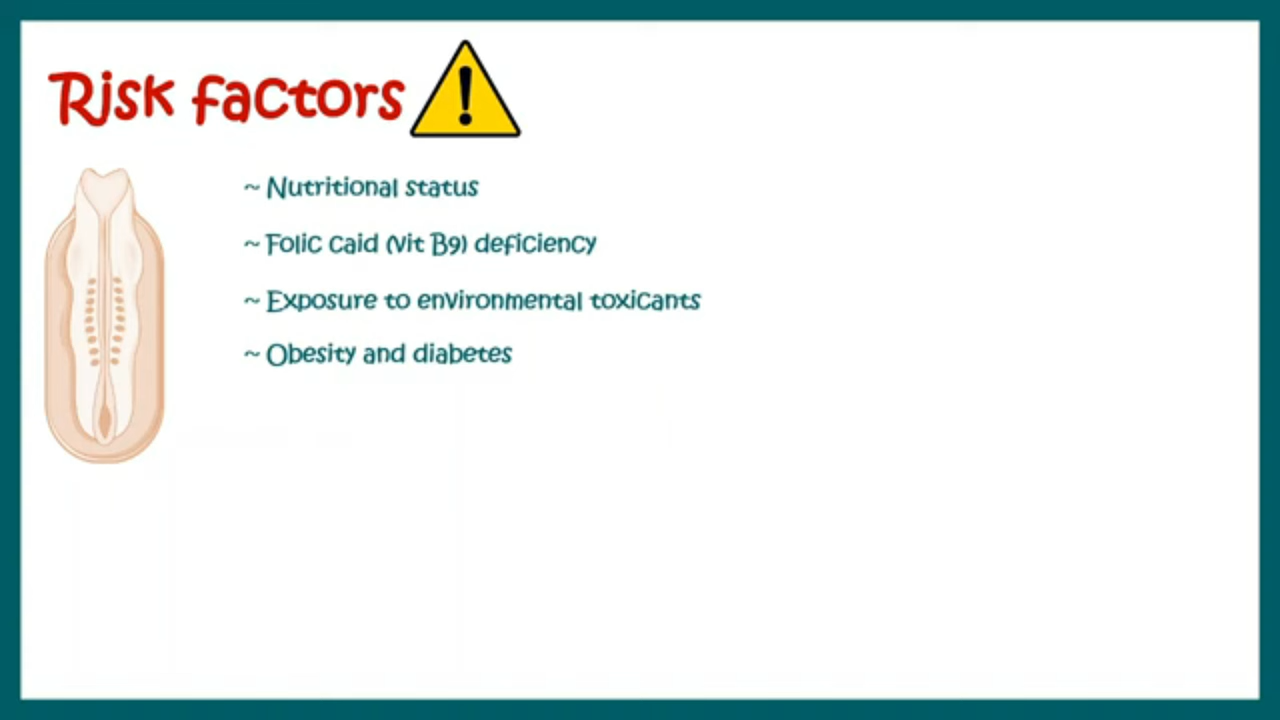 Risk factors
~ Nutritional status
~ Folic caid (vit B9) deficiency
~ Exposure to environmental toxicants
~ Obesity and diabetes